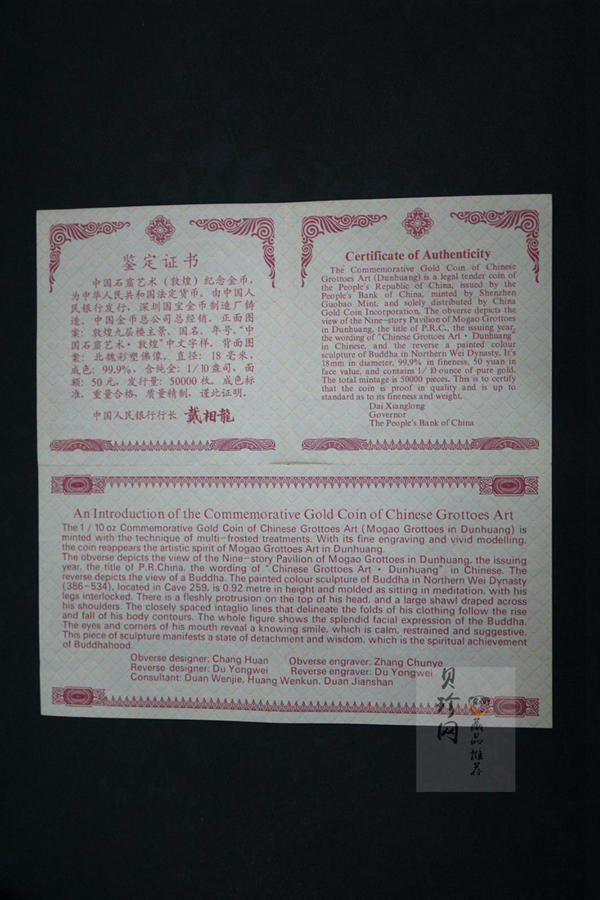 鉴定证书
中国石窟艺术（敦煌）纪念金币，
为中华人民共和国法定货币。由中国人
民银行发行，深圳国宝金币制造厂铸
造，中国金币总公司总经销。正面图
案：敦煌九层楼主景、国名、年号、“中
国石窟艺术·敦煌”中文字样。背面图
案：北魏彩塑佛像。直径：18毫米，
成色：99.9%，含纯金：1/10盎司，面
额：50元，发行量：50000枚。成色标
准，重量合格，质量精制，谨此证明。
中国人民银行行长 戴相龍
Certificate of Authenticity
The Commemorative Gold Coin of Chinese
Grottoes Art (Dunhuang) is a legal tender coin of
the People's Republic of China, issued by the
People's Bank of China, minted by Shenzhen
Guobao Mint, and solely distributed by China
Gold Coin Incorporation. The obverse depicts the
view of the Nine-story Pavilion of Mogao Grottoes
in Dunhuang, the title of P.R.C., the issuing year,
the wording of "Chinese Grottoes Art · Dunhuang"
in Chinese, and the reverse a painted colour
sculpture of Buddha in Northern Wei Dynasty. It's
18mm in diameter, 99.9% in fineness, 50 yuan in
face value, and contains 1/10 ounce of pure gold.
The total mintage is 50000 pieces. This is to certify
that the coin is proof in quality and is up to
standard as to its fineness and weight.
Dai Xianglong
Governor
The People's Bank of China
An Introduction of the Commemorative Gold Coin of Chinese Grottoes Art
The 1/10 oz Commemorative Gold Coin of Chinese Grottoes Art (Mogao Grottoes in Dunhuang) is
minted with the technique of multi-frosted treatments. With its fine engraving and vivid modelling,
the coin reappears the artistic spirit of Mogao Grottoes Art in Dunhuang.
The obverse depicts the view of the Nine-story Pavilion of Mogao Grottoes in Dunhuang, the issuing
year, the title of P.R.China, the wording of "Chinese Grottoes Art · Dunhuang" in Chinese. The
reverse depicts the view of a Buddha. The painted colour sculpture of Buddha in Northern Wei Dynasty
(386-534), located in Cave 259, is 0.92 metre in height and molded as sitting in meditation, with his
legs interlocked. There is a fleshly protrusion on the top of his head, and a large shawl draped across
his shoulders. The closely spaced intaglio lines that delineate the folds of his clothing follow the rise
and fall of his body contours. The whole figure shows the splendid facial expression of the Buddha.
The eyes and corners of his mouth reveal a knowing smile, which is calm, restrained and suggestive.
This piece of sculpture manifests a state of detachment and wisdom, which is the spiritual achievement
of Buddhahood.
Obverse designer: Chang Huan Obverse engraver: Zhang Chunye
Reverse designer: Du Yongwei Reverse engraver: Du Yongwei
Consultant: Duan Wenjie, Huang Wenkun, Duan Jianshan
贝珍网
藏品推荐